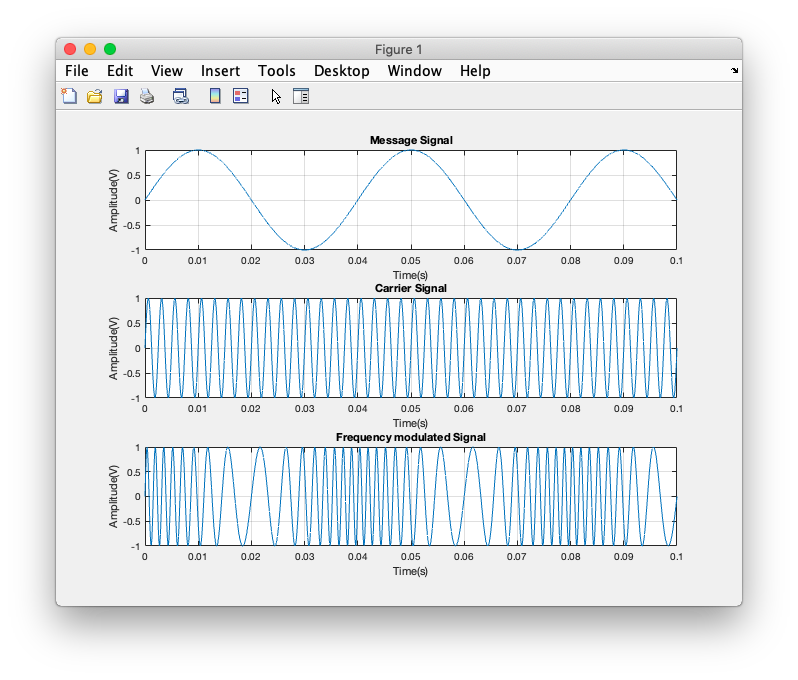 Figure 1
File Edit View Insert Tools Desktop Window Help
Message Signal
1
0.5
0
-0.5
-1
Amplitude(V)
0 0.01 0.02 0.03 0.04 0.05 0.06 0.07 0.08 0.09 0.1
Time(s)
Carrier Signal
1
0.5
0
-0.5
-1
Amplitude(V)
0 0.01 0.02 0.03 0.04 0.05 0.06 0.07 0.08 0.09 0.1
Time(s)
Frequency modulated Signal
1
0.5
0
-0.5
-1
Amplitude(V)
0 0.01 0.02 0.03 0.04 0.05 0.06 0.07 0.08 0.09 0.1
Time(s)